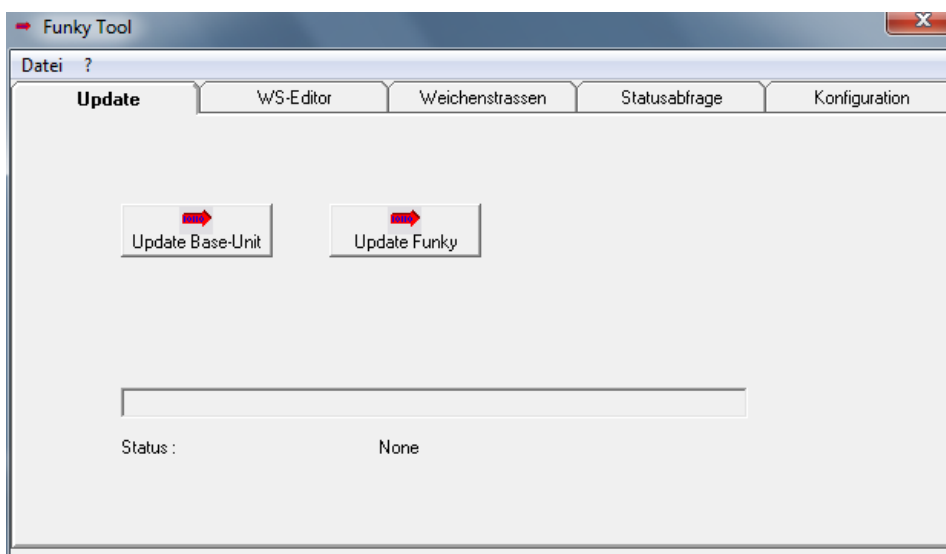 Funky Tool
Datei ?
Update WS-Editor Weichenstrassen Statusabfrage Konfiguration
Update Base-Unit Update Funky
Status : None